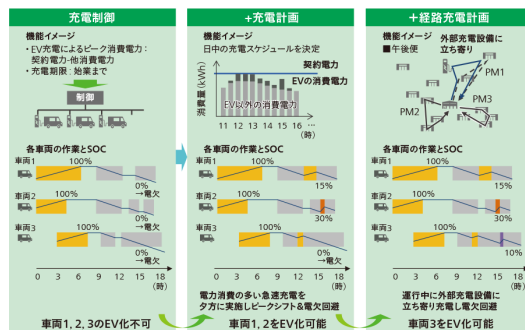 充電制御
機能イメージ
・EV充電によるピーク消費電力：
契約電力-他消費電力
・充電期限：始業まで
制御
各車両の作業とSOC
車両1
100%
0%
→電欠
車両2
100%
0%
→電欠
車両3
100%
0%
→電欠
0 3 6 9 12 15 18
(時)
車両1, 2, 3のEV化不可
+充電計画
機能イメージ
日中の充電スケジュールを決定
消費量(kWh)
契約電力
EVの消費電力
EV以外の消費電力
11 12 13 14 15 16 ...
(時)
各車両の作業とSOC
車両1
100%
15%
車両2
100%
30%
車両3
100%
0%
→電欠
0 3 6 9 12 15 18
(時)
電力消費の多い急速充電を
夕方に実施しピークシフト&電欠回避
車両1, 2をEV化可能
＋経路充電計画
機能イメージ
■午後便
外部充電設備に
立ち寄り
PM1
PM2
PM3
各車両の作業とSOC
車両1
100%
15%
車両2
100%
30%
車両3
100%
10%
0 3 6 9 12 15 18
(時)
運行中に外部充電設備に
立ち寄り充電し電欠回避
車両3をEV化可能